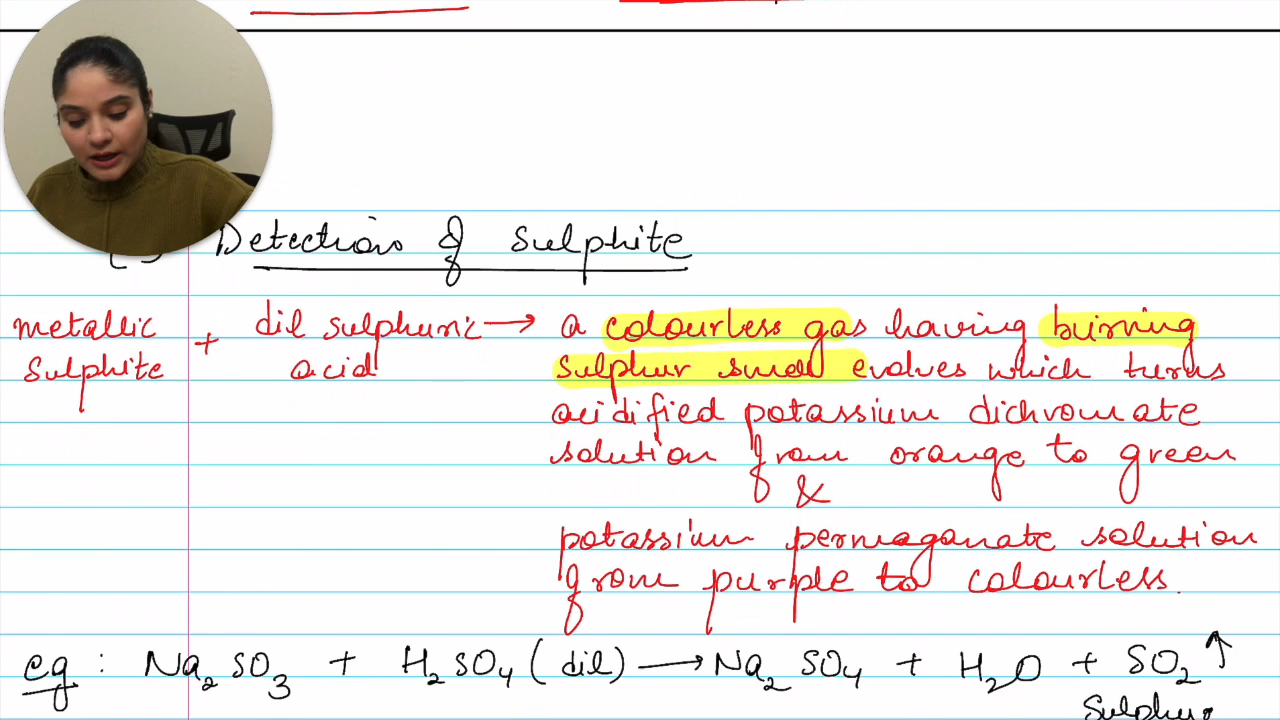 Detection of Sulphite
metallic + dil sulphuric → a colourless gas having burning
sulphite acid sulphur smell evolves which turns
acidified potassium dichromate
solution from orange to green
&
potassium permaganate solution
from purple to colourless.
eg : Na₂SO₃ + H₂SO₄ (dil) → Na₂SO₄ + H₂O + SO₂ ↑